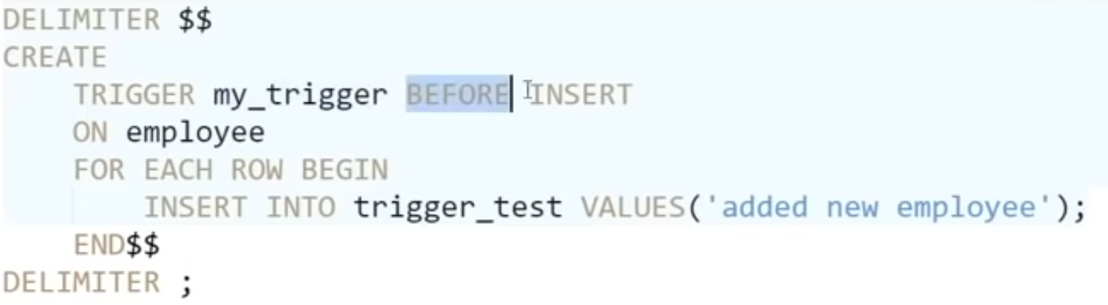 DELIMITER $$
CREATE
TRIGGER my_trigger BEFORE INSERT
ON employee
FOR EACH ROW BEGIN
INSERT INTO trigger_test VALUES('added new employee');
END$$
DELIMITER ;